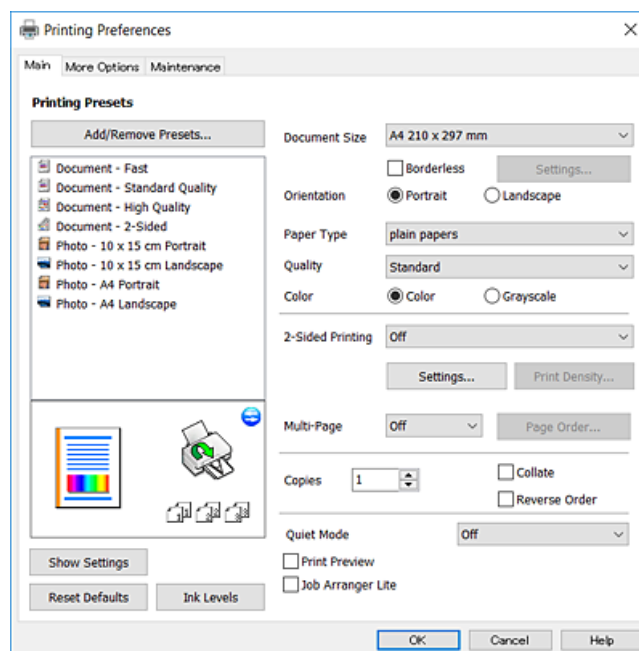 Printing Preferences
Main More Options Maintenance
Printing Presets
Add/Remove Presets...
Document - Fast
Document - Standard Quality
Document - High Quality
Document - 2-Sided
Photo - 10 x 15 cm Portrait
Photo - 10 x 15 cm Landscape
Photo - A4 Portrait
Photo - A4 Landscape
Show Settings
Reset Defaults Ink Levels
Document Size A4 210 x 297 mm
Borderless Settings...
Orientation Portrait Landscape
Paper Type plain papers
Quality Standard
Color Color Grayscale
2-Sided Printing Off
Settings... Print Density...
Multi-Page Off Page Order...
Copies 1 Collate
Reverse Order
Quiet Mode Off
Print Preview
Job Arranger Lite
OK Cancel Help